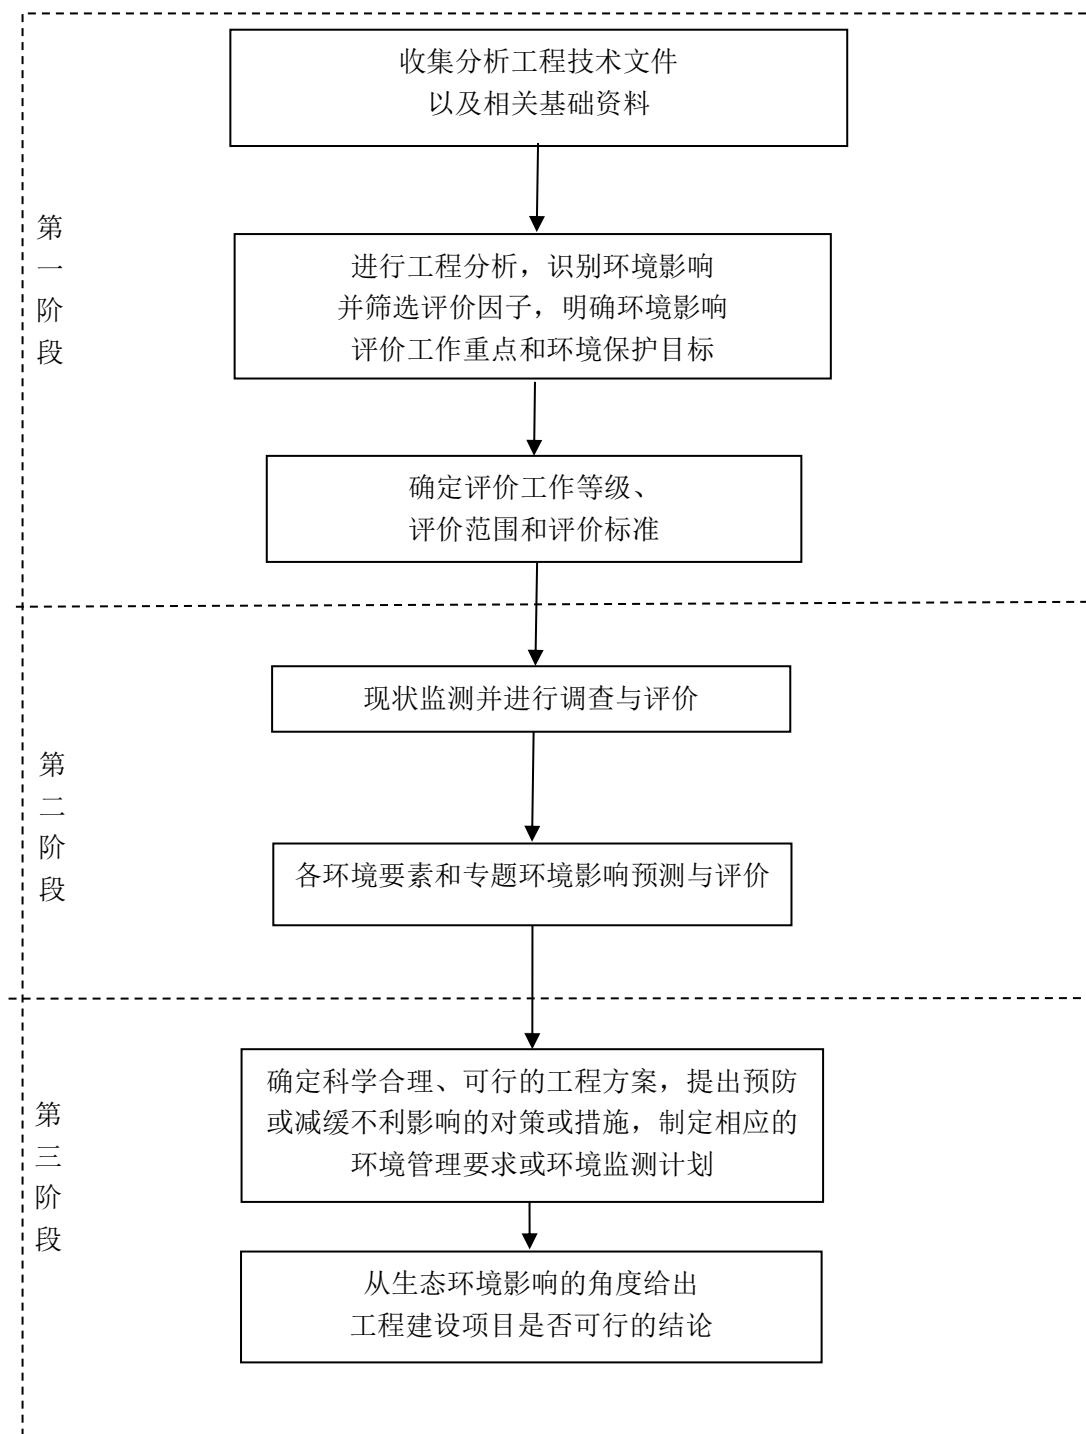 收集分析工程技术文件
以及相关基础资料
第
一
阶
段
进行工程分析，识别环境影响
并筛选评价因子，明确环境影响
评价工作重点和环境保护目标
确定评价工作等级、
评价范围和评价标准
现状监测并进行调查与评价
第
二
阶
段
各环境要素和专题环境影响预测与评价
确定科学合理、可行的工程方案，提出预防
或减缓不利影响的对策或措施，制定相应的
环境管理要求或环境监测计划
第
三
阶
段
从生态环境影响的角度给出
工程建设项目是否可行的结论